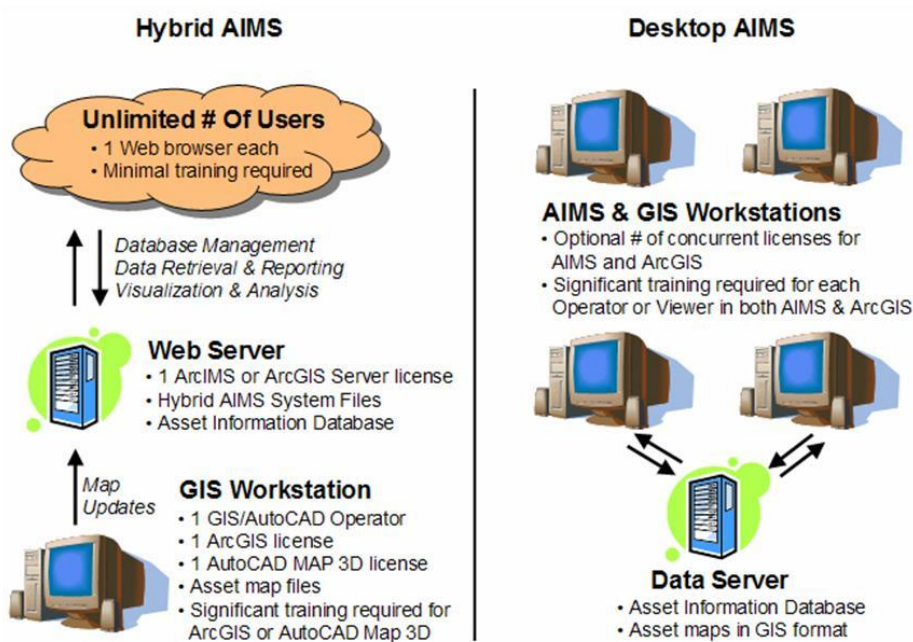 Hybrid AIMS
Unlimited # Of Users
• 1 Web browser each
• Minimal training required
Database Management
Data Retrieval & Reporting
Visualization & Analysis
Web Server
• 1 ArcIMS or ArcGIS Server license
• Hybrid AIMS System Files
• Asset Information Database
Map
Updates
GIS Workstation
• 1 GIS/AutoCAD Operator
• 1 ArcGIS license
• 1 AutoCAD MAP 3D license
• Asset map files
• Significant training required for
ArcGIS or AutoCAD Map 3D
Desktop AIMS
AIMS & GIS Workstations
• Optional # of concurrent licenses for
AIMS and ArcGIS
• Significant training required for each
Operator or Viewer in both AIMS & ArcGIS
Data Server
• Asset Information Database
• Asset maps in GIS format